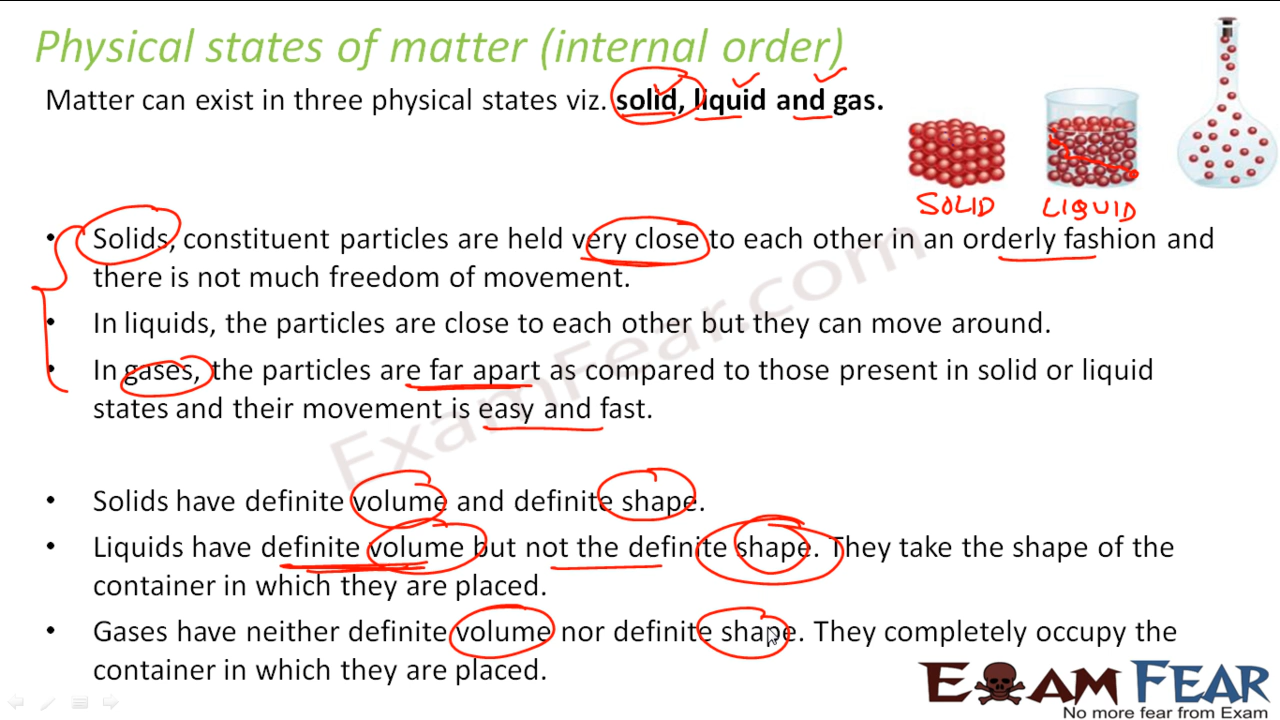 Physical states of matter (internal order)
Matter can exist in three physical states viz. solid, liquid and gas.
SOLID LIQUID
• Solids, constituent particles are held very close to each other in an orderly fashion and
there is not much freedom of movement.
• In liquids, the particles are close to each other but they can move around.
• In gases, the particles are far apart as compared to those present in solid or liquid
states and their movement is easy and fast.
ExamFear.com
• Solids have definite volume and definite shape.
• Liquids have definite volume but not the definite shape. They take the shape of the
container in which they are placed.
• Gases have neither definite volume nor definite shape. They completely occupy the
container in which they are placed.
EXAM FEAR
No more fear from Exam